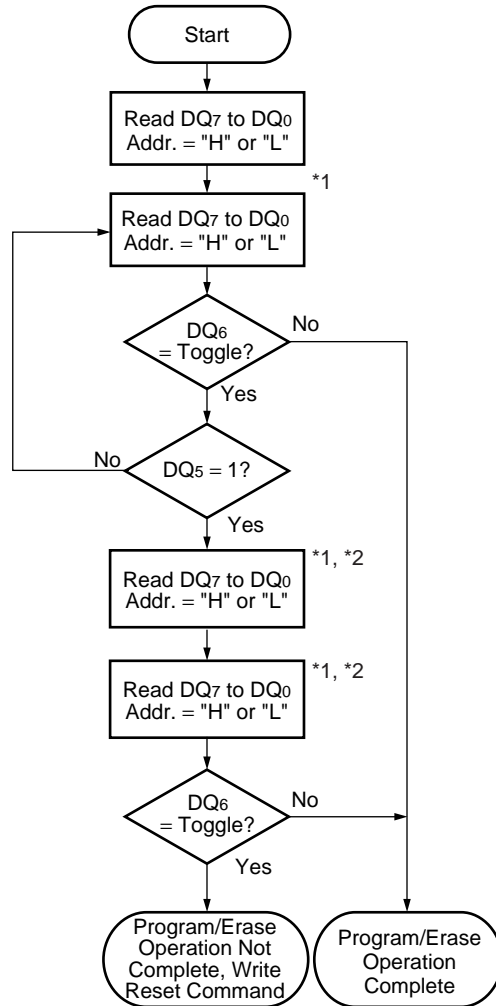 Start
Read DQ7 to DQ0
Addr. = "H" or "L"
*1
Read DQ7 to DQ0
Addr. = "H" or "L"
DQ6
= Toggle?
No
Yes
No
DQ5 = 1?
Yes
*1, *2
Read DQ7 to DQ0
Addr. = "H" or "L"
*1, *2
Read DQ7 to DQ0
Addr. = "H" or "L"
DQ6
= Toggle?
No
Yes
Program/Erase
Operation Not
Complete, Write
Reset Command
Program/Erase
Operation
Complete